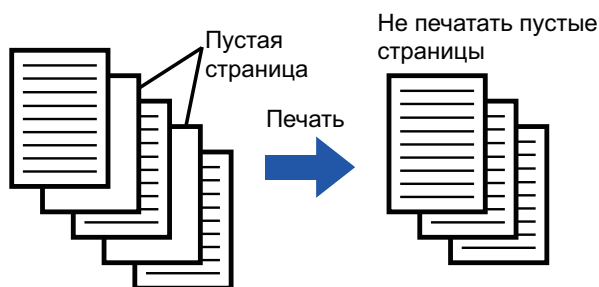 Пустая
страница
Печать
Не печатать пустые
страницы